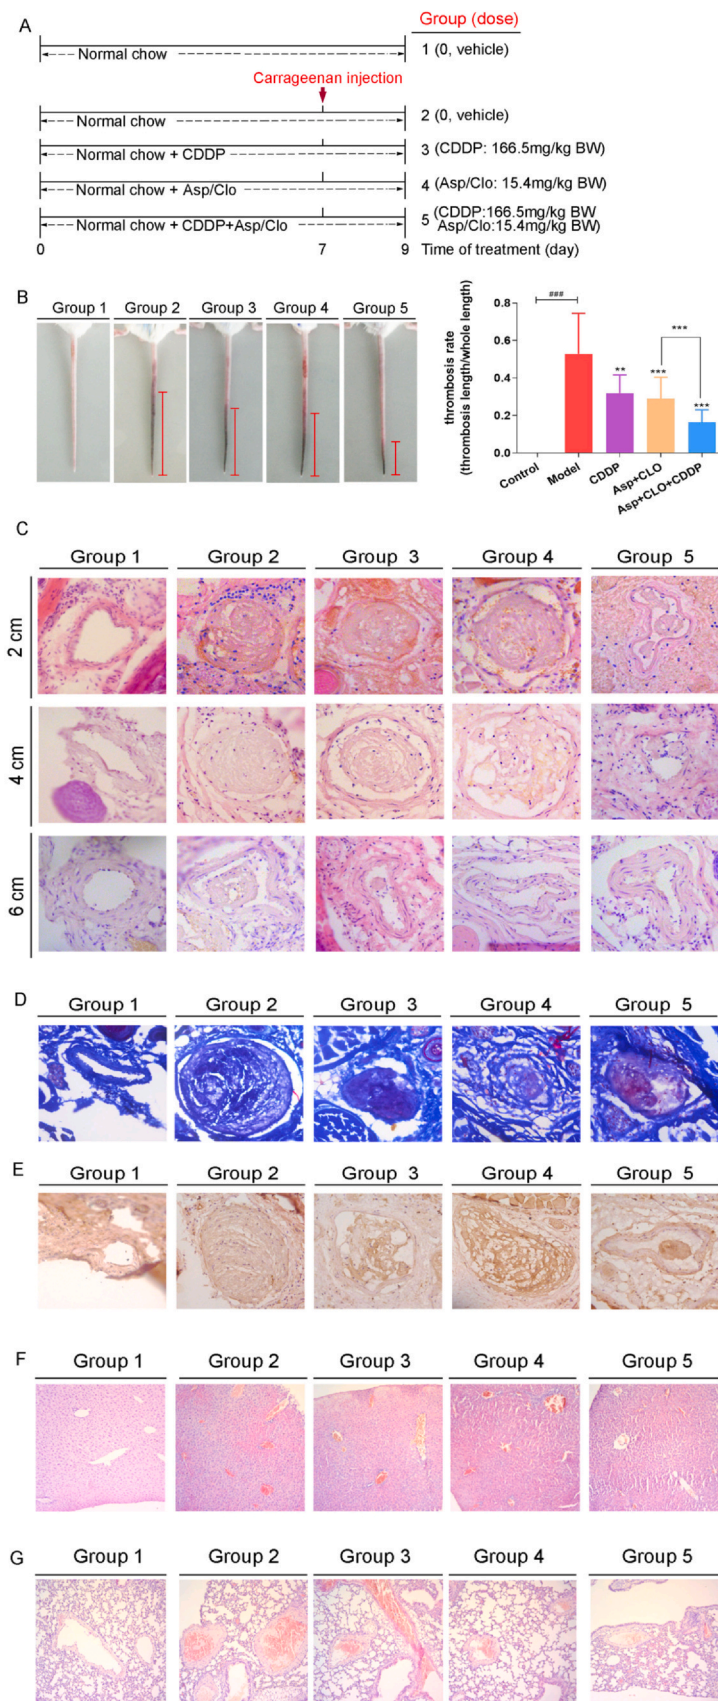 A
Group (dose)
Normal chow
1 (0, vehicle)
Carrageenan injection
Normal chow
2 (0, vehicle)
Normal chow + CDDP
3 (CDDP: 166.5mg/kg BW)
Normal chow + Asp/Clo
4 (Asp/Clo: 15.4mg/kg BW)
Normal chow + CDDP+Asp/Clo
5 (CDDP:166.5mg/kg BW
Asp/Clo:15.4mg/kg BW)
0 7 9 Time of treatment (day)
B
Group 1 Group 2 Group 3 Group 4 Group 5
thrombosis rate
(thrombosis length/whole length)
0.8
0.6
0.4
0.2
0.0
###
**
***
***
***
Control
Model
CDDP
Asp+CLO
Asp+CLO+CDDP
C
Group 1 Group 2 Group 3 Group 4 Group 5
2 cm
4 cm
6 cm
D
Group 1 Group 2 Group 3 Group 4 Group 5
E
Group 1 Group 2 Group 3 Group 4 Group 5
F
Group 1 Group 2 Group 3 Group 4 Group 5
G
Group 1 Group 2 Group 3 Group 4 Group 5